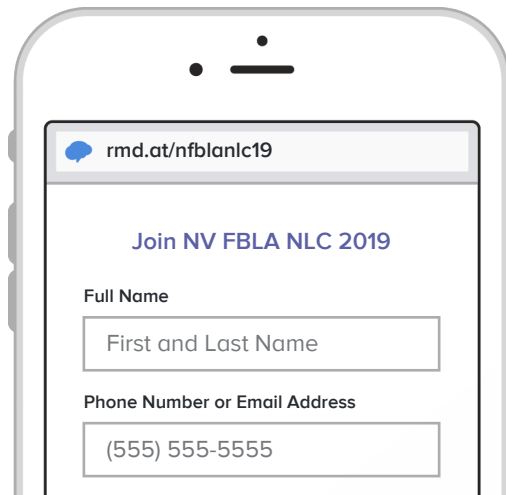 rmd.at/nfblanlc19
Join NV FBLA NLC 2019
Full Name
First and Last Name
Phone Number or Email Address
(555) 555-5555